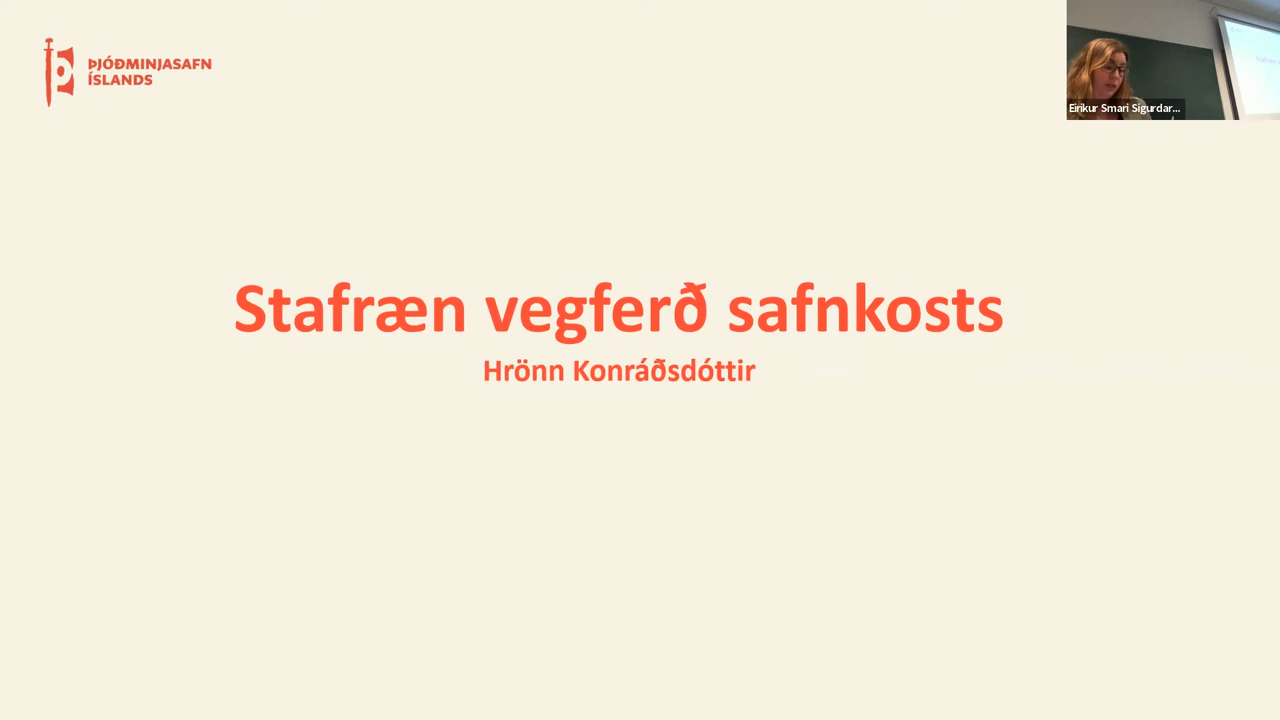 ÞJÓÐMINJASAFN
ÍSLANDS
Eirikur Smari Sigurdar...
Stafræn vegferð safnkosts
Hrönn Konráðsdóttir